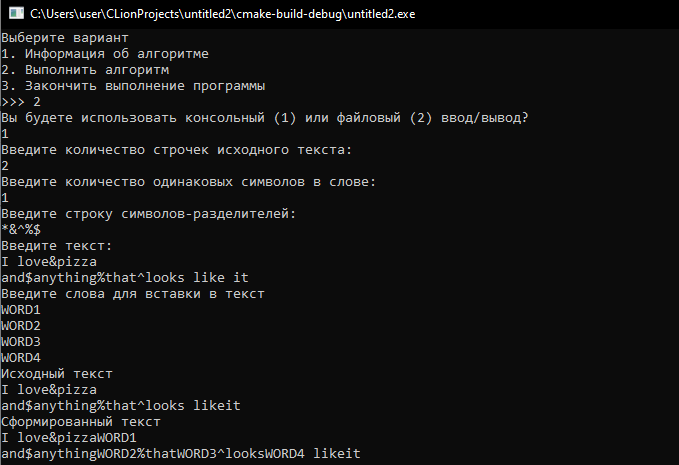 C:\Users\user\CLionProjects\untitled2\cmake-build-debug\untitled2.exe
Выберите вариант
1. Информация об алгоритме
2. Выполнить алгоритм
3. Закончить выполнение программы
>>> 2
Вы будете использовать консольный (1) или файловый (2) ввод/вывод?
1
Введите количество строчек исходного текста:
2
Введите количество одинаковых символов в слове:
1
Введите строку символов-разделителей:
*&^%$
Введите текст:
I love&pizza
and$anything%that^looks like it
Введите слова для вставки в текст
WORD1
WORD2
WORD3
WORD4
Исходный текст
I love&pizza
and$anything%that^looks likeit
Сформированный текст
I love&pizzaWORD1
and$anythingWORD2%thatWORD3^looksWORD4 likeit